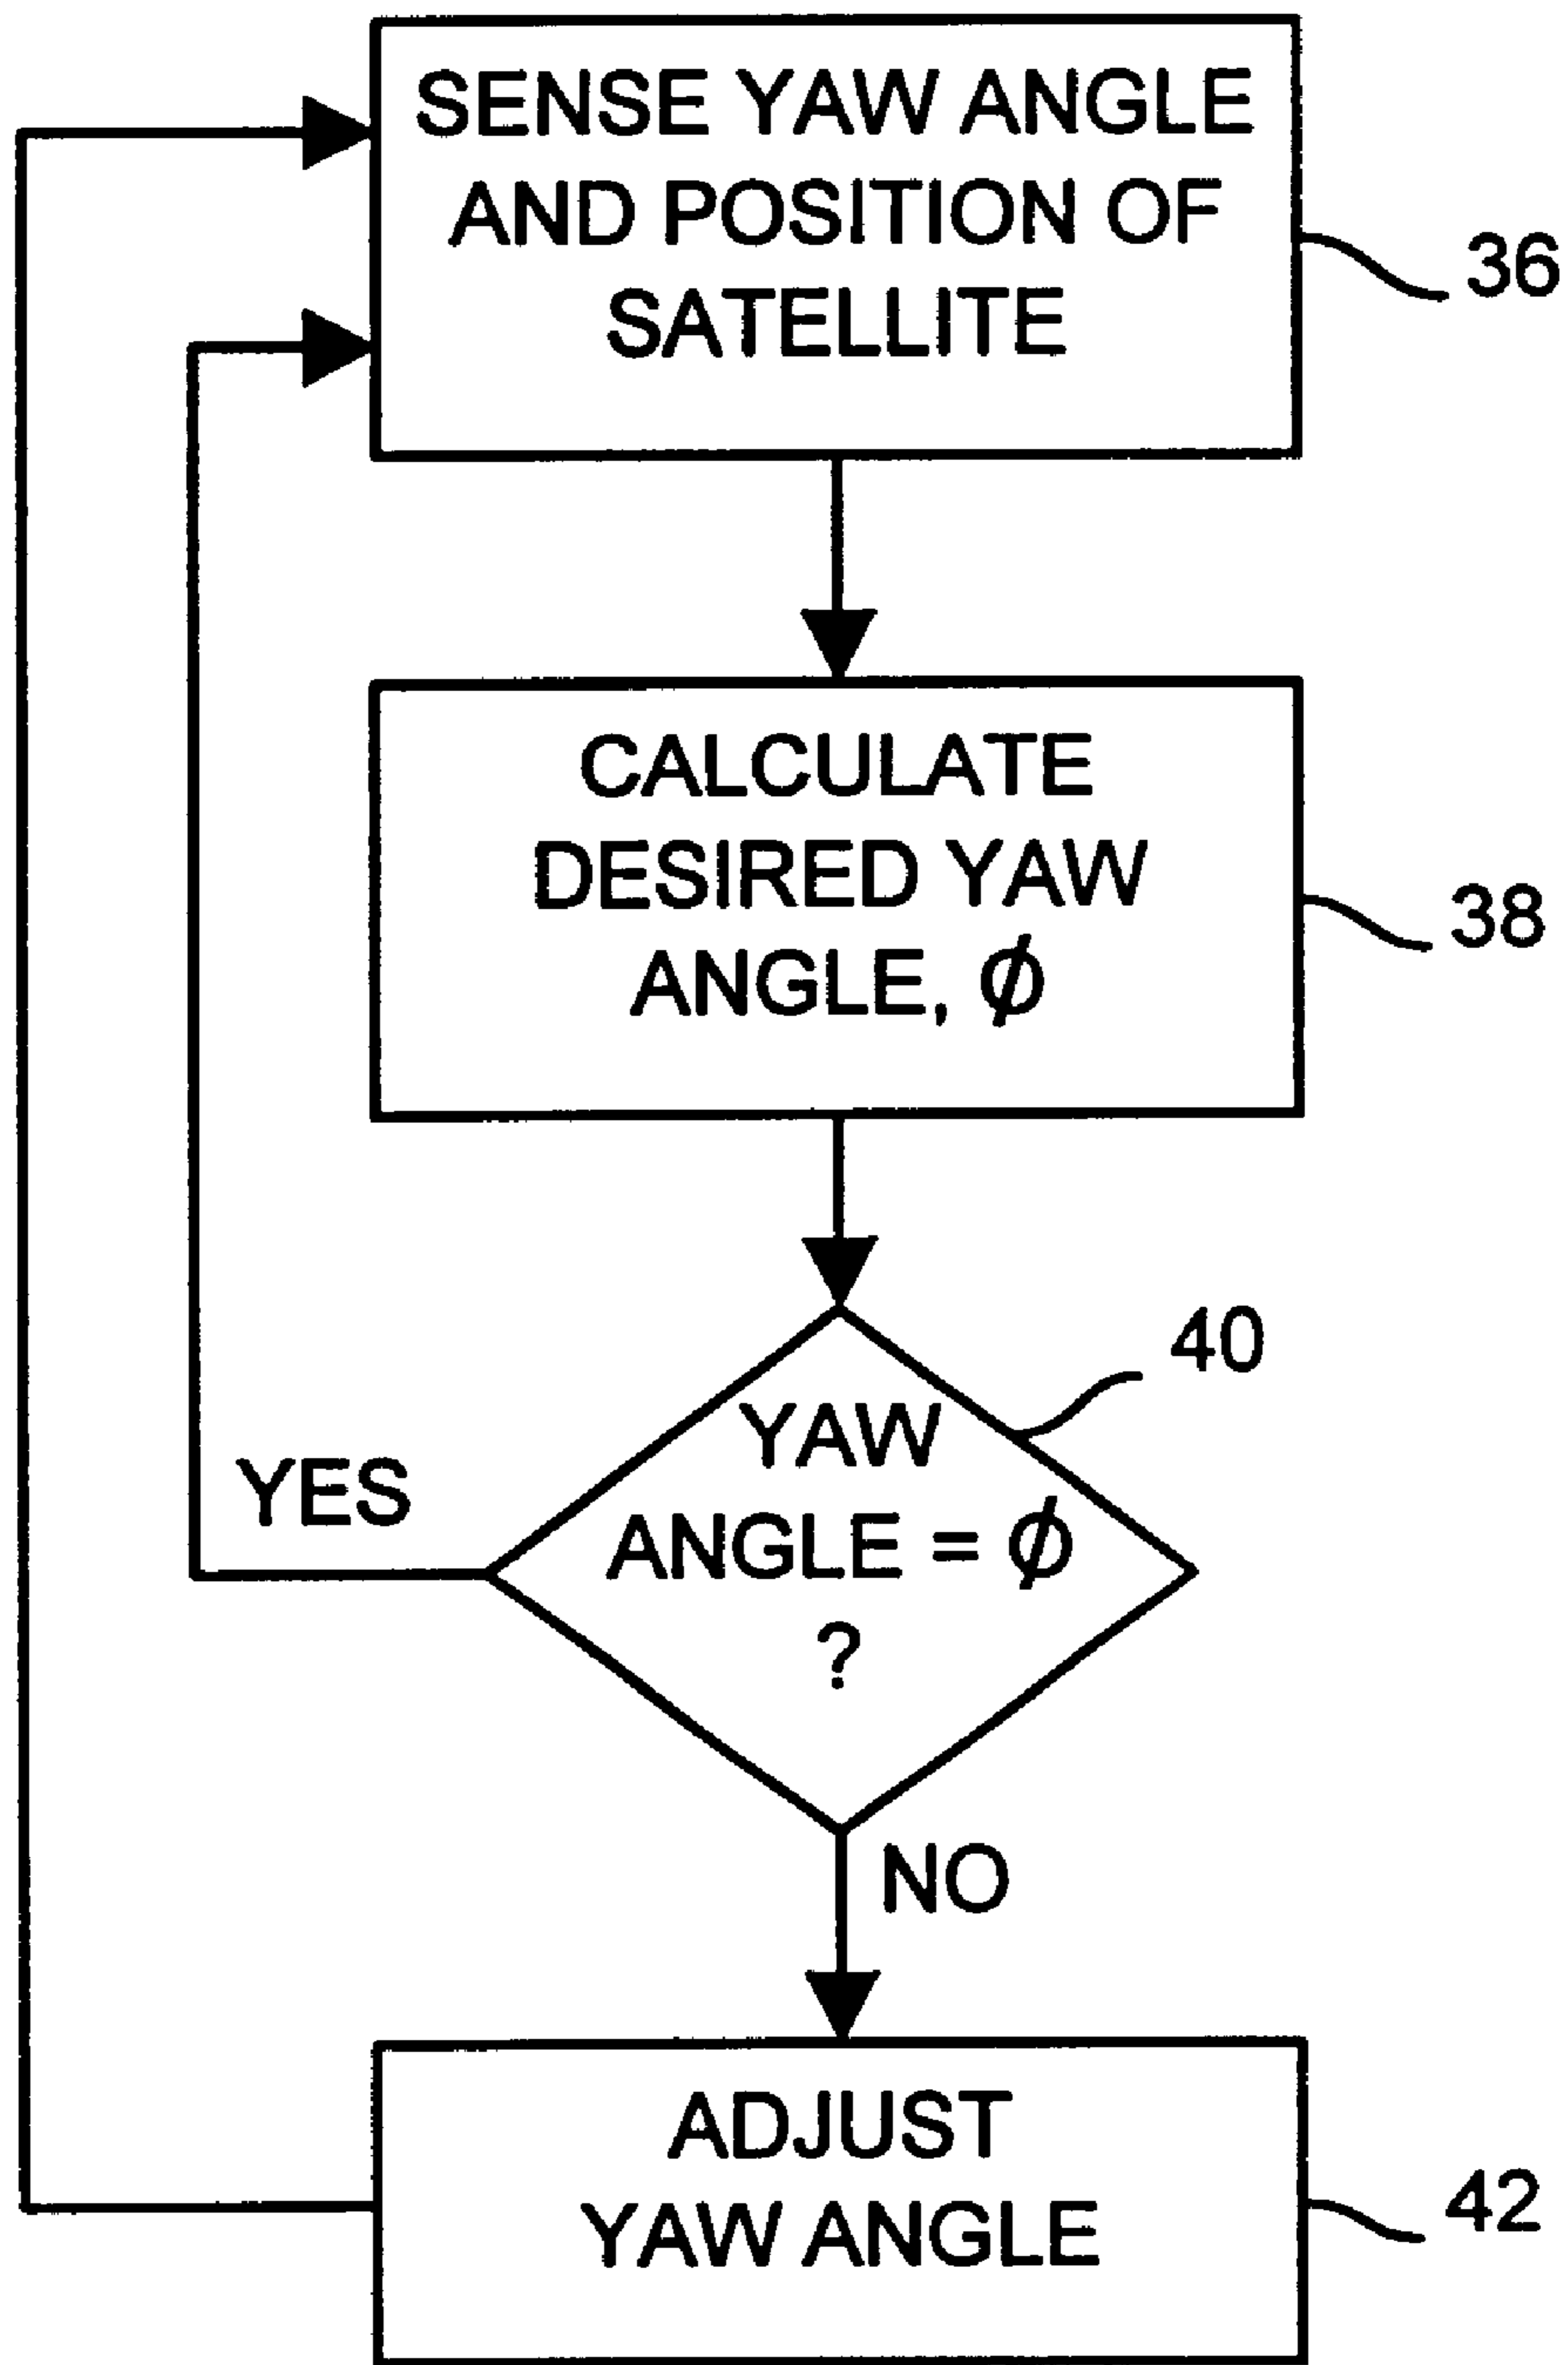 SENSE YAW ANGLE
AND POSITION OF
SATELLITE
36
CALCULATE
DESIRED YAW
ANGLE, ϕ
38
40
YAW
ANGLE = ϕ
?
YES
NO
ADJUST
YAW ANGLE
42